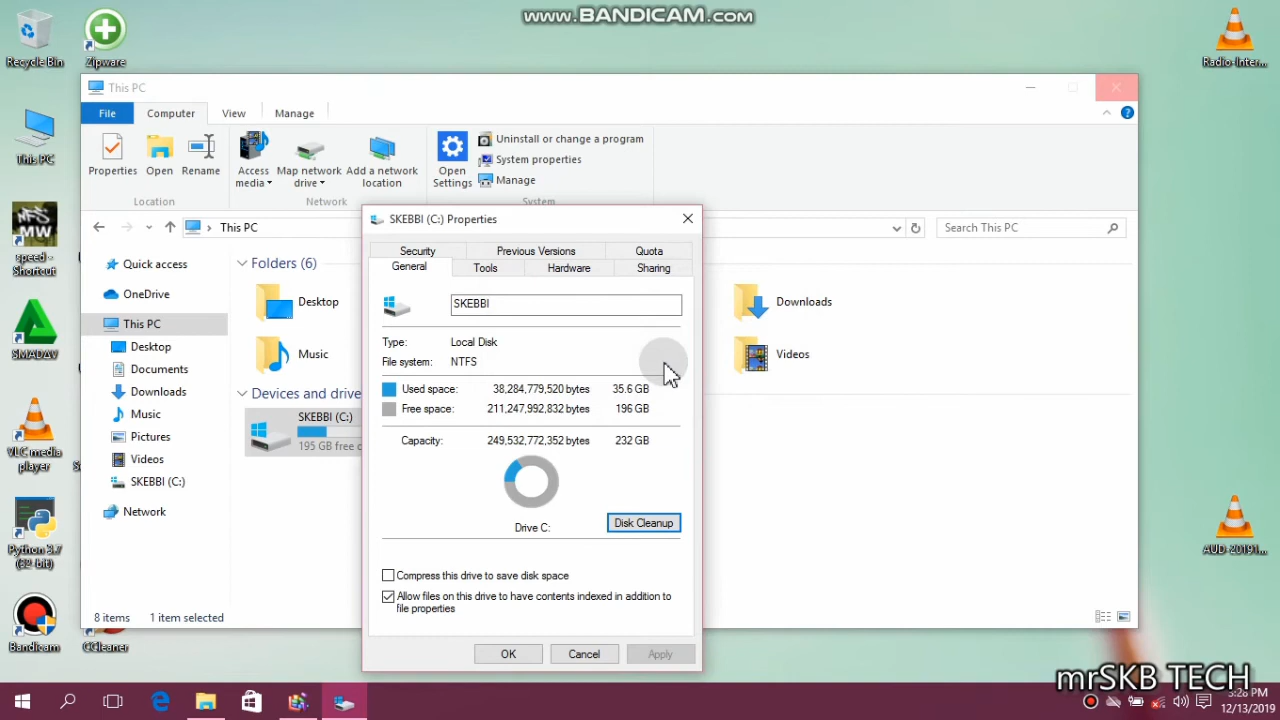 www.BANDICAM.com
Recycle Bin
Zipware
Radio-Inter...
This PC
File
Computer
View
Manage
Properties
Open
Rename
Access media
Map network drive
Add a network location
Open Settings
Uninstall or change a program
System properties
Manage
Location
Network
System
This PC
Search This PC
This PC
speed - Shortcut
SMADAV
VLC media player
Python 3.7 (32-bit)
Bandicam
CCleaner
Quick access
OneDrive
This PC
Desktop
Documents
Downloads
Music
Pictures
Videos
SKEBBI (C:)
Network
Folders (6)
Desktop
Downloads
Music
Videos
Devices and drive
SKEBBI (C:)
195 GB free o
8 items
1 item selected
SKEBBI (C:) Properties
Security
Previous Versions
Quota
General
Tools
Hardware
Sharing
SKEBBI
Type: Local Disk
File system: NTFS
Used space: 38,284,779,520 bytes 35.6 GB
Free space: 211,247,992,832 bytes 196 GB
Capacity: 249,532,772,352 bytes 232 GB
Drive C:
Disk Cleanup
Compress this drive to save disk space
Allow files on this drive to have contents indexed in addition to
file properties
OK
Cancel
Apply
AUD-20191...
mrSKB TECH
3:28 PM
12/13/2019